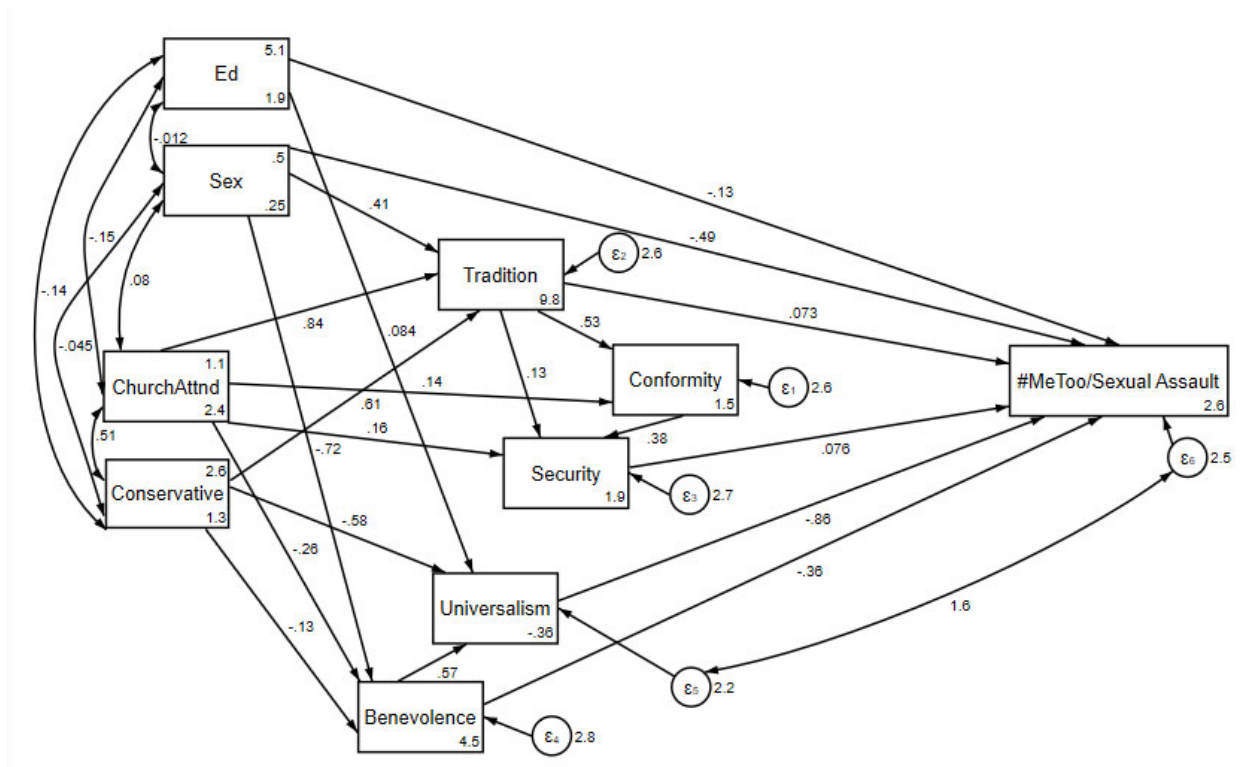 5.1
Ed
1.9
-.012
.5
Sex
.25
-.13
-.49
.41
-.15
-.14
.08
-.045
Tradition
9.8
ε2 2.6
.073
.84
.084
.53
.13
1.1
ChurchAttnd
2.4
.14
Conformity
1.5
ε1 2.6
#MeToo/Sexual Assault
2.6
.61
.16
.51
-.72
.38
.076
2.6
Conservative
1.3
Security
1.9
ε3 2.7
ε6 2.5
-.58
-.86
-.26
-.36
Universalism
-.36
1.6
-.13
.57
ε5 2.2
Benevolence
4.5
ε4 2.8